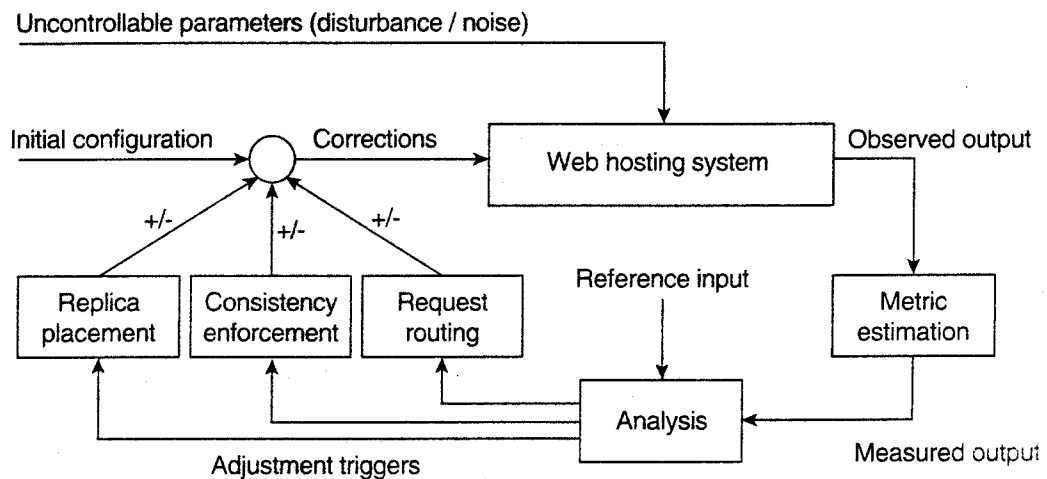 Uncontrollable parameters (disturbance / noise)
Initial configuration
Corrections
Web hosting system
Observed output
+/-
+/-
+/-
Reference input
Replica
placement
Consistency
enforcement
Request
routing
Metric
estimation
Analysis
Adjustment triggers
Measured output